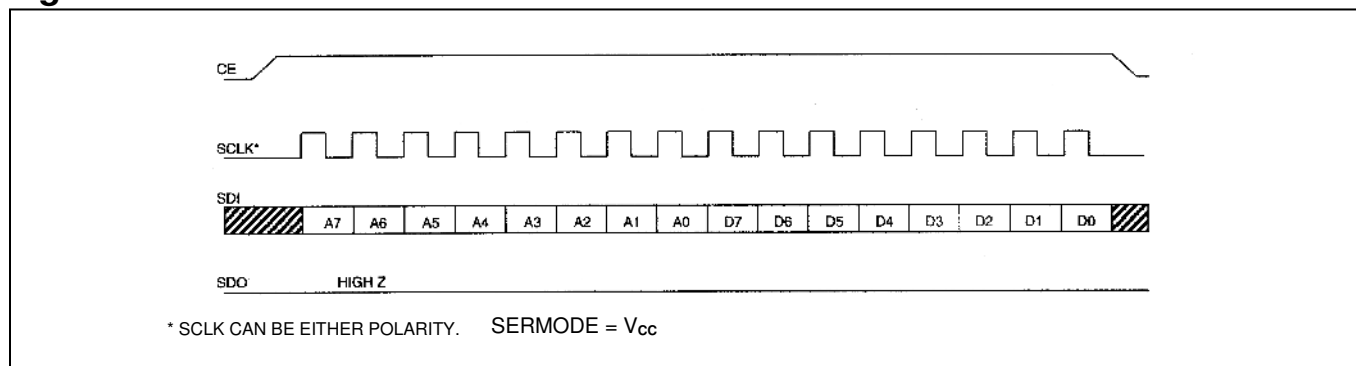 CE
SCLK*
SDI
A7 A6 A5 A4 A3 A2 A1 A0 D7 D6 D5 D4 D3 D2 D1 D0
SDO HIGH Z
* SCLK CAN BE EITHER POLARITY. SERMODE = Vcc